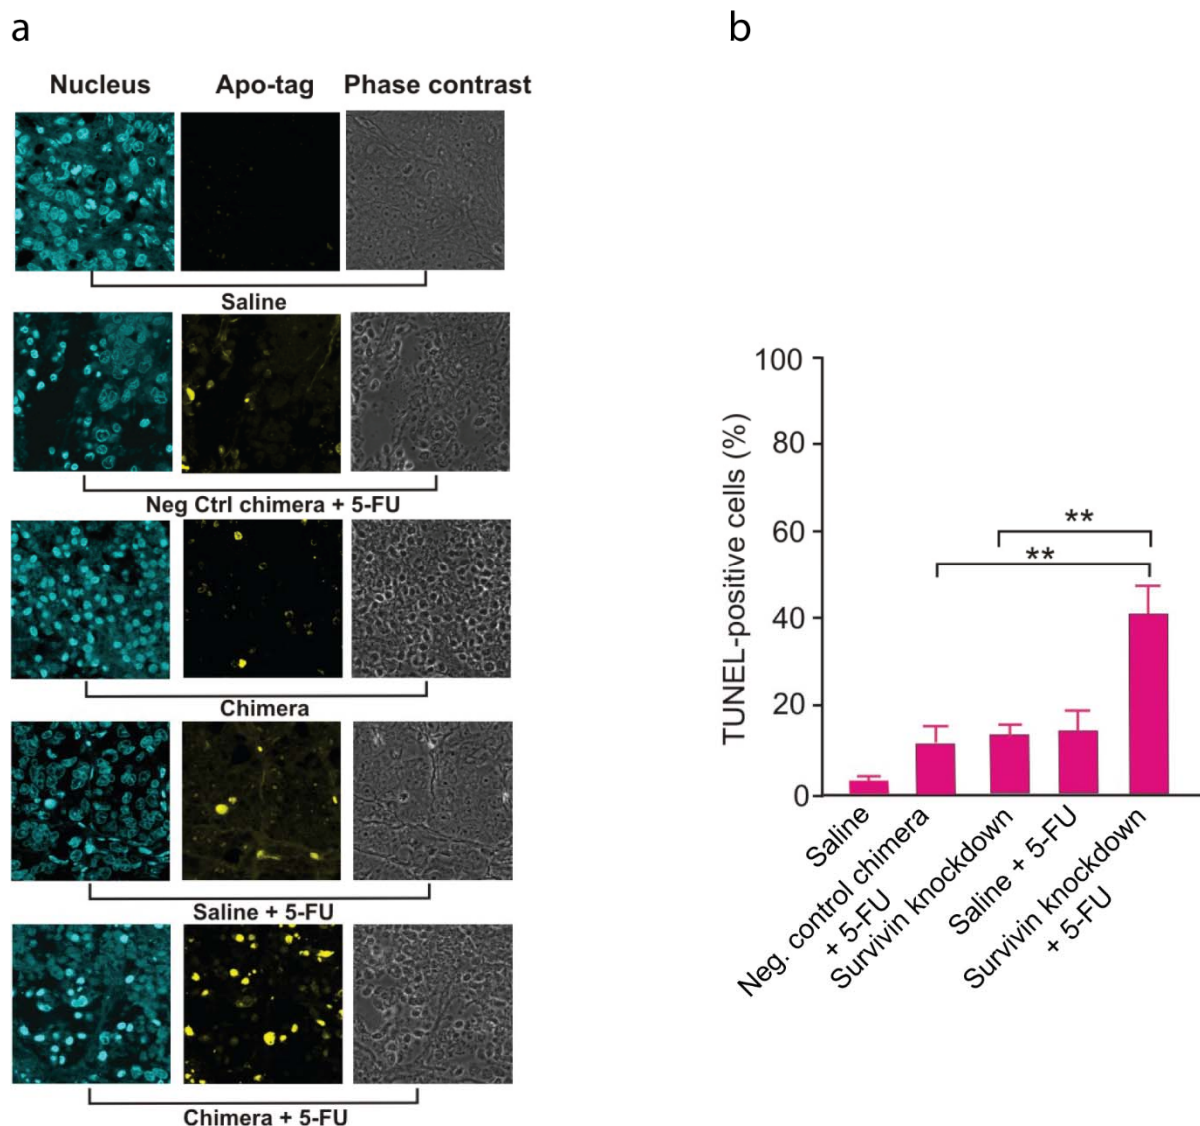 a
Nucleus Apo-tag Phase contrast
Saline
Neg Ctrl chimera + 5-FU
Chimera
Saline + 5-FU
Chimera + 5-FU
b
TUNEL-positive cells (%)
100
80
60
40
20
0
**
**
Saline
Neg. control chimera
+ 5-FU
Survivin knockdown
Saline + 5-FU
Survivin knockdown
+ 5-FU